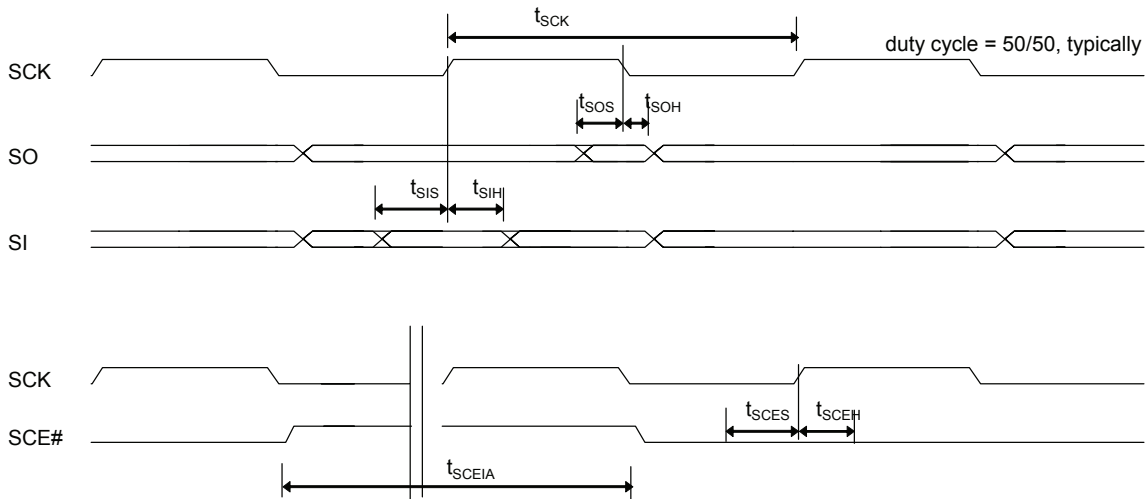 tSCK
duty cycle = 50/50, typically
SCK
tSOS tSOH
SO
tSIS tSIH
SI
SCK
tSCES tSCEH
SCE#
tSCEIA